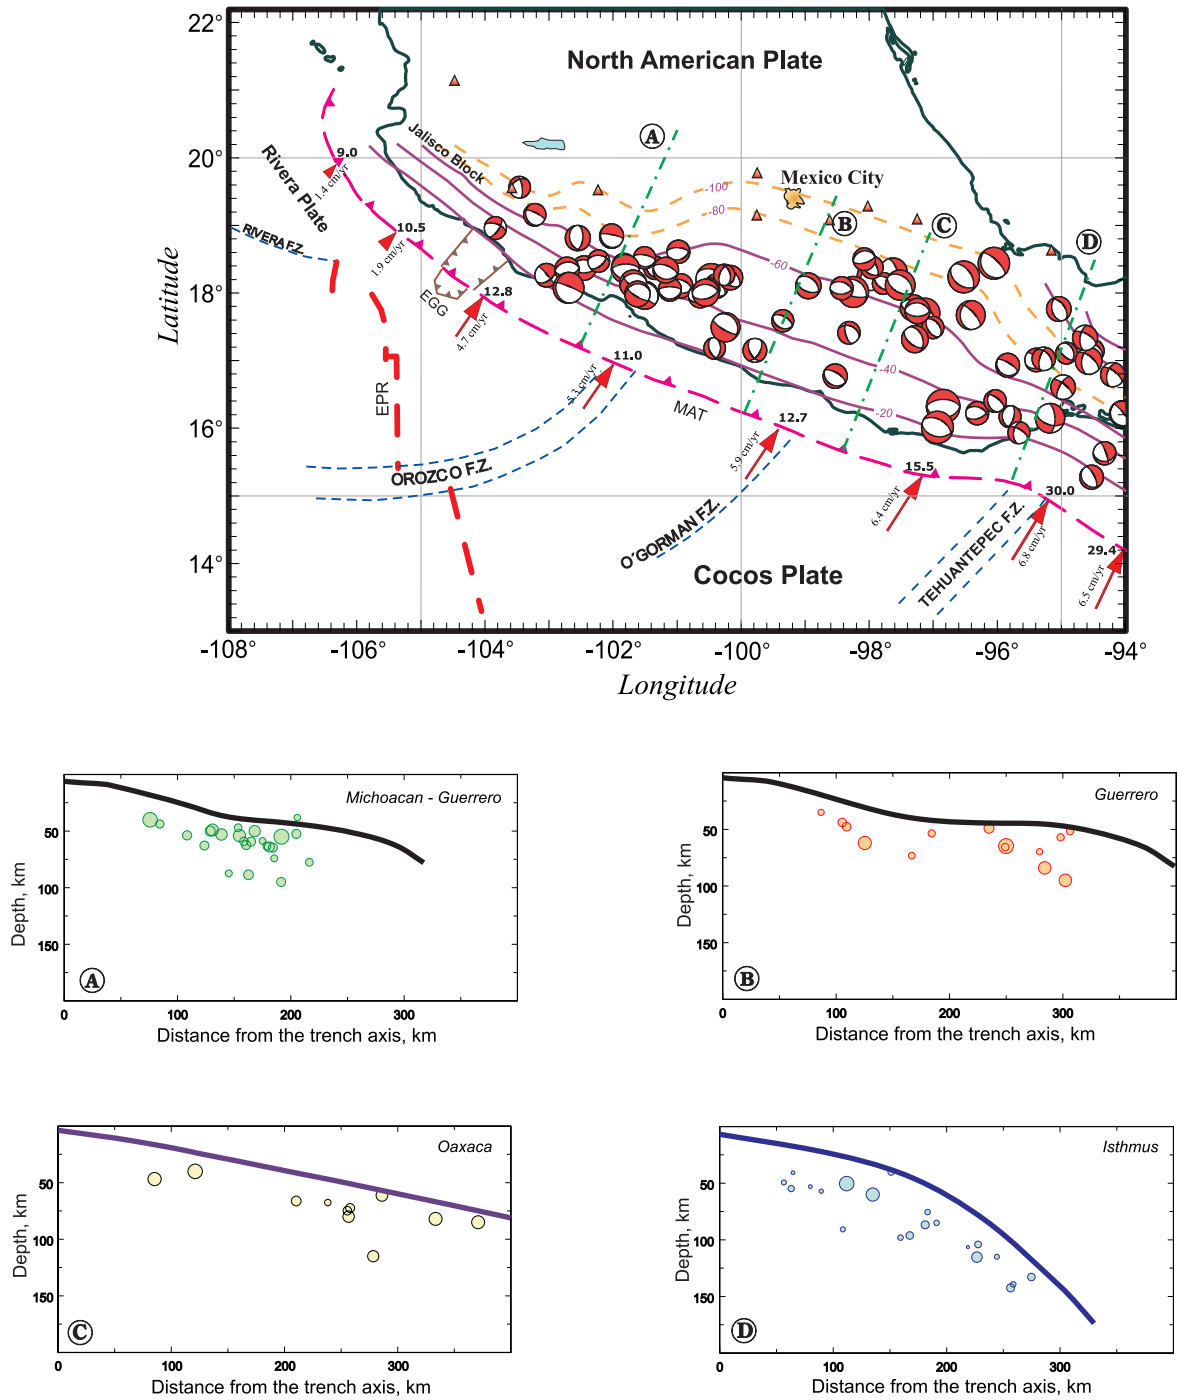 22°
20°
18°
16°
14°
Latitude
-108°
-106°
-104°
-102°
-100°
-98°
-96°
-94°
Longitude
North American Plate
A
Jalisco Block
Rivera Plate
9.0
1.4 cm/yr
-100
-80
Mexico City
B
C
D
RIVERA F.Z.
10.5
1.9 cm/yr
-60
EGG
12.8
4.7 cm/yr
11.0
5.3 cm/yr
-40
EPR
MAT
-20
12.7
5.9 cm/yr
OROZCO F.Z.
15.5
6.4 cm/yr
30.0
6.8 cm/yr
O´GORMAN F.Z.
TEHUANTEPEC F.Z.
29.4
6.5 cm/yr
Cocos Plate
Michoacan - Guerrero
50
100
150
Depth, km
A
0
100
200
300
Distance from the trench axis, km
Guerrero
50
100
150
Depth, km
B
0
100
200
300
Distance from the trench axis, km
Oaxaca
50
100
150
Depth, km
C
0
100
200
300
Distance from the trench axis, km
Isthmus
50
100
150
Depth, km
D
0
100
200
300
Distance from the trench axis, km